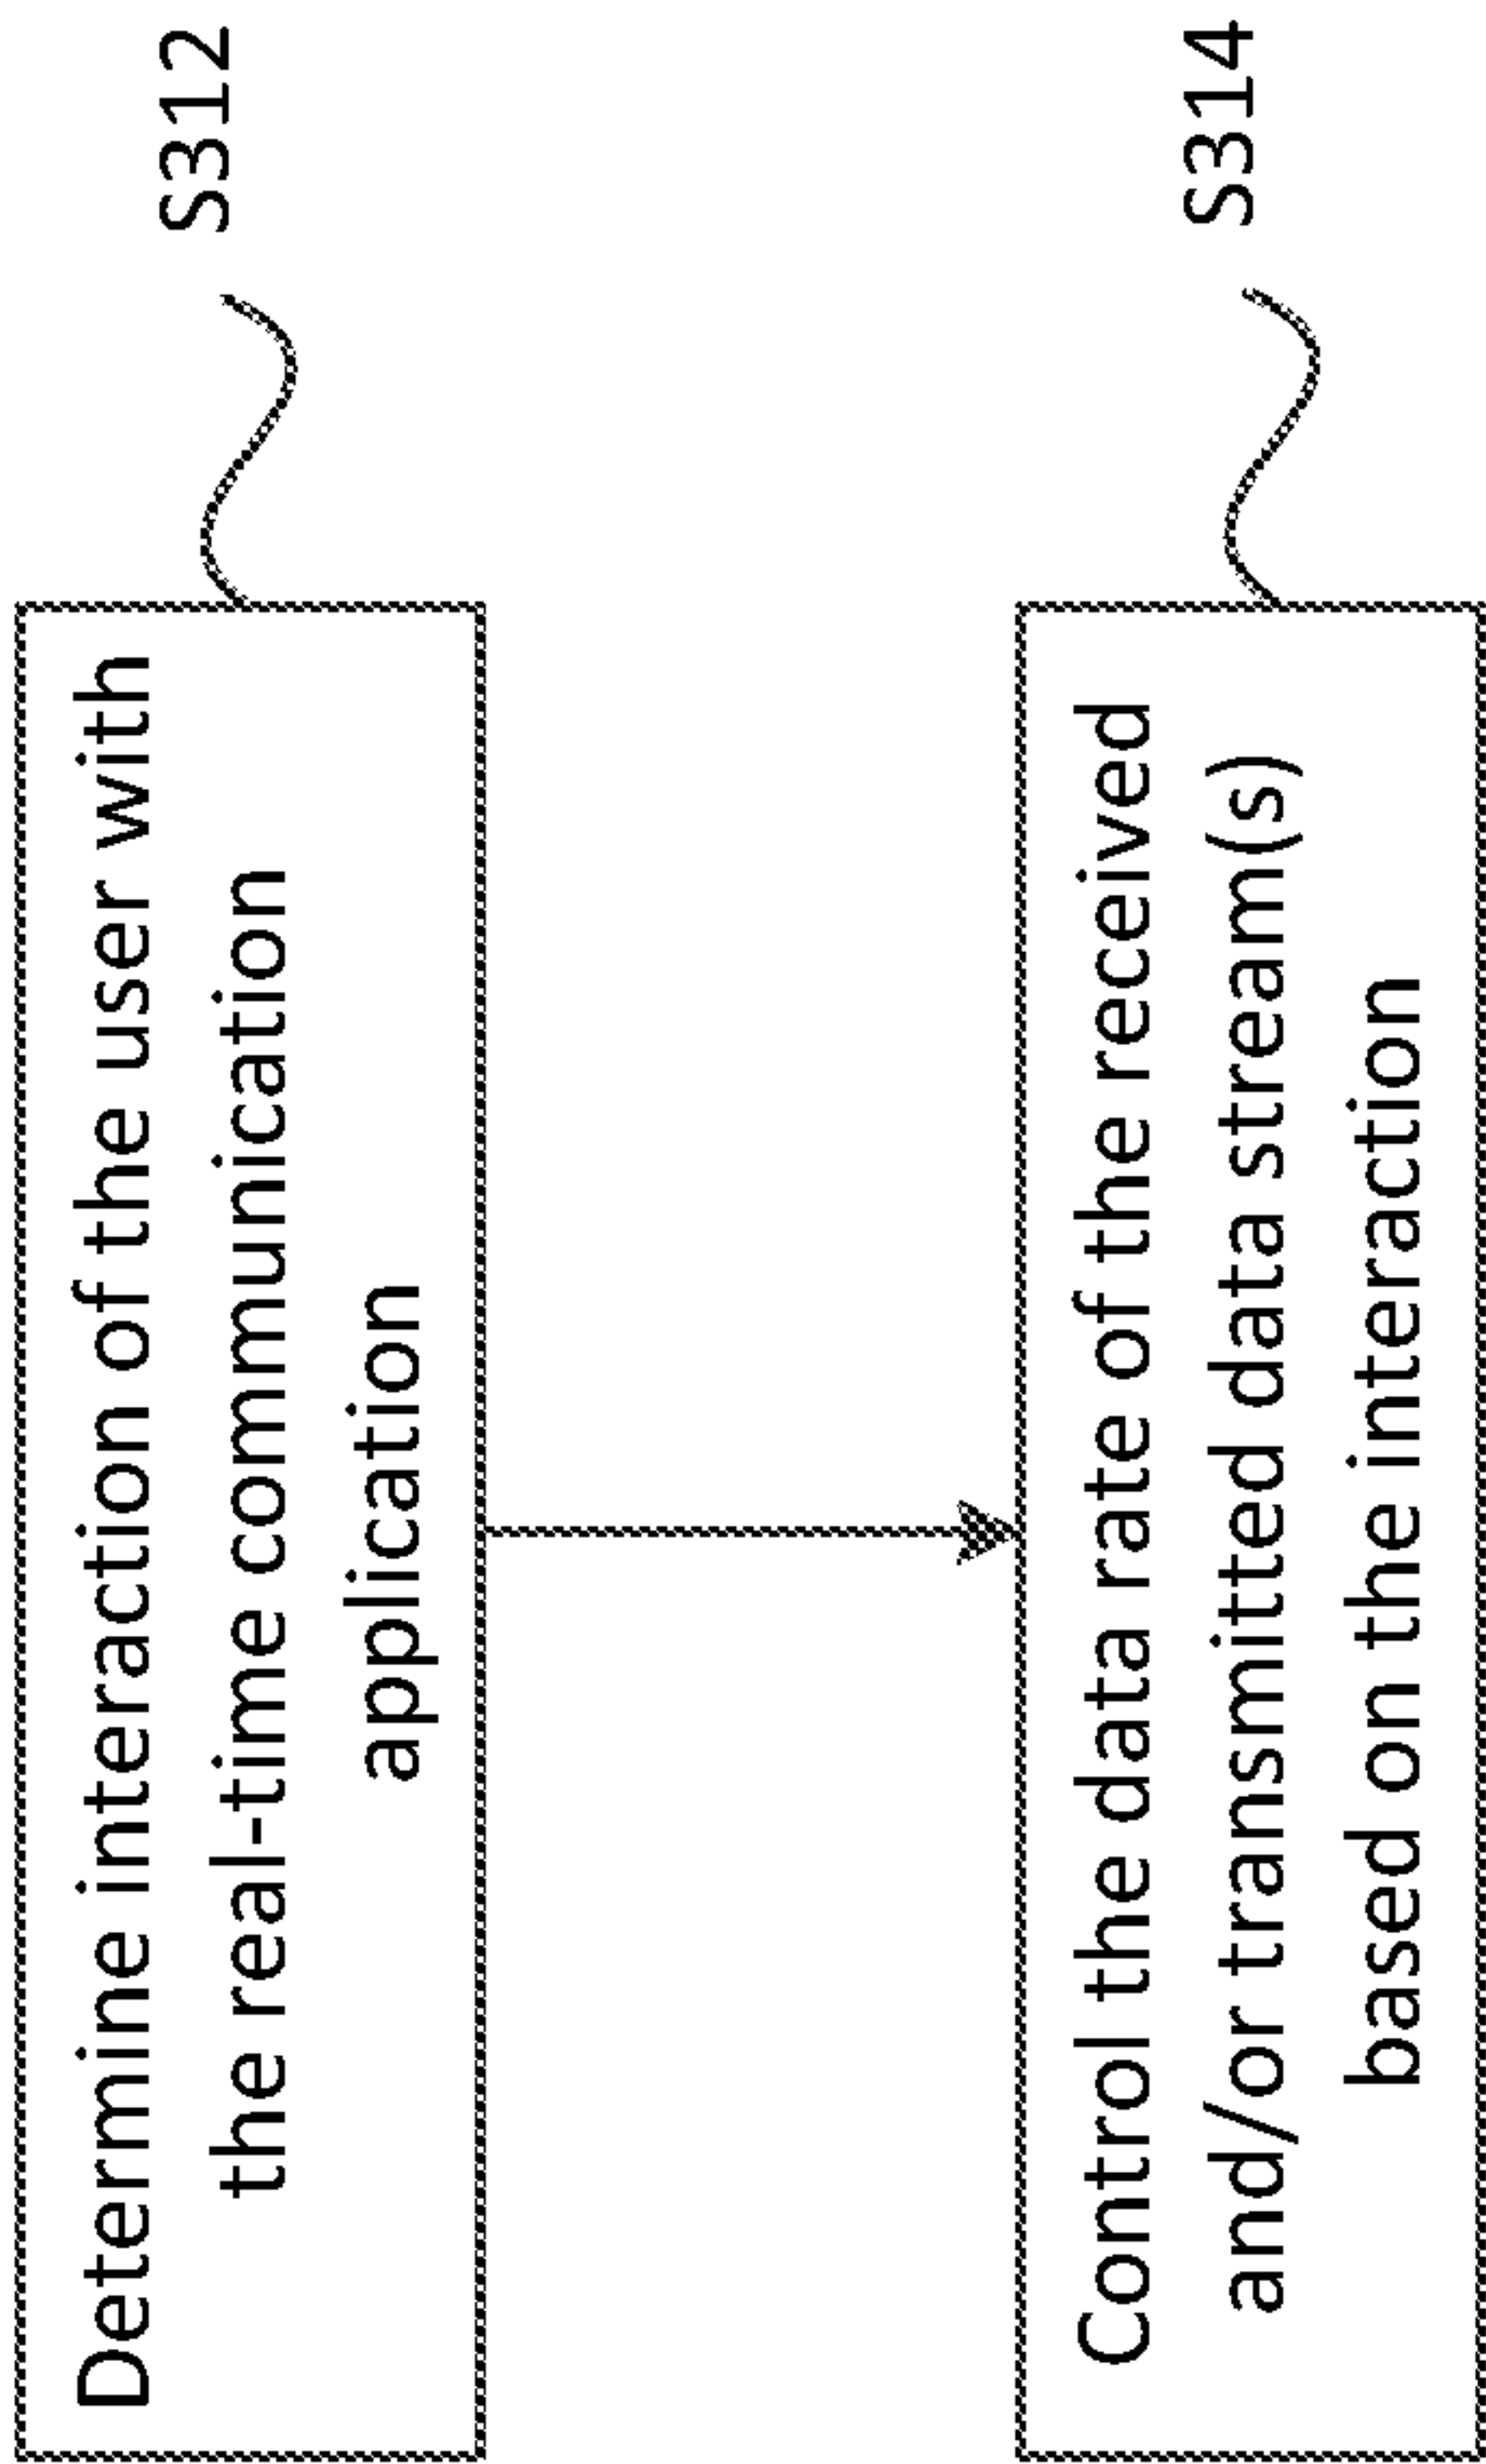 Determine interaction of the user with
the real-time communication
application
S312
Control the data rate of the received
and/or transmitted data stream(s)
based on the interaction
S314